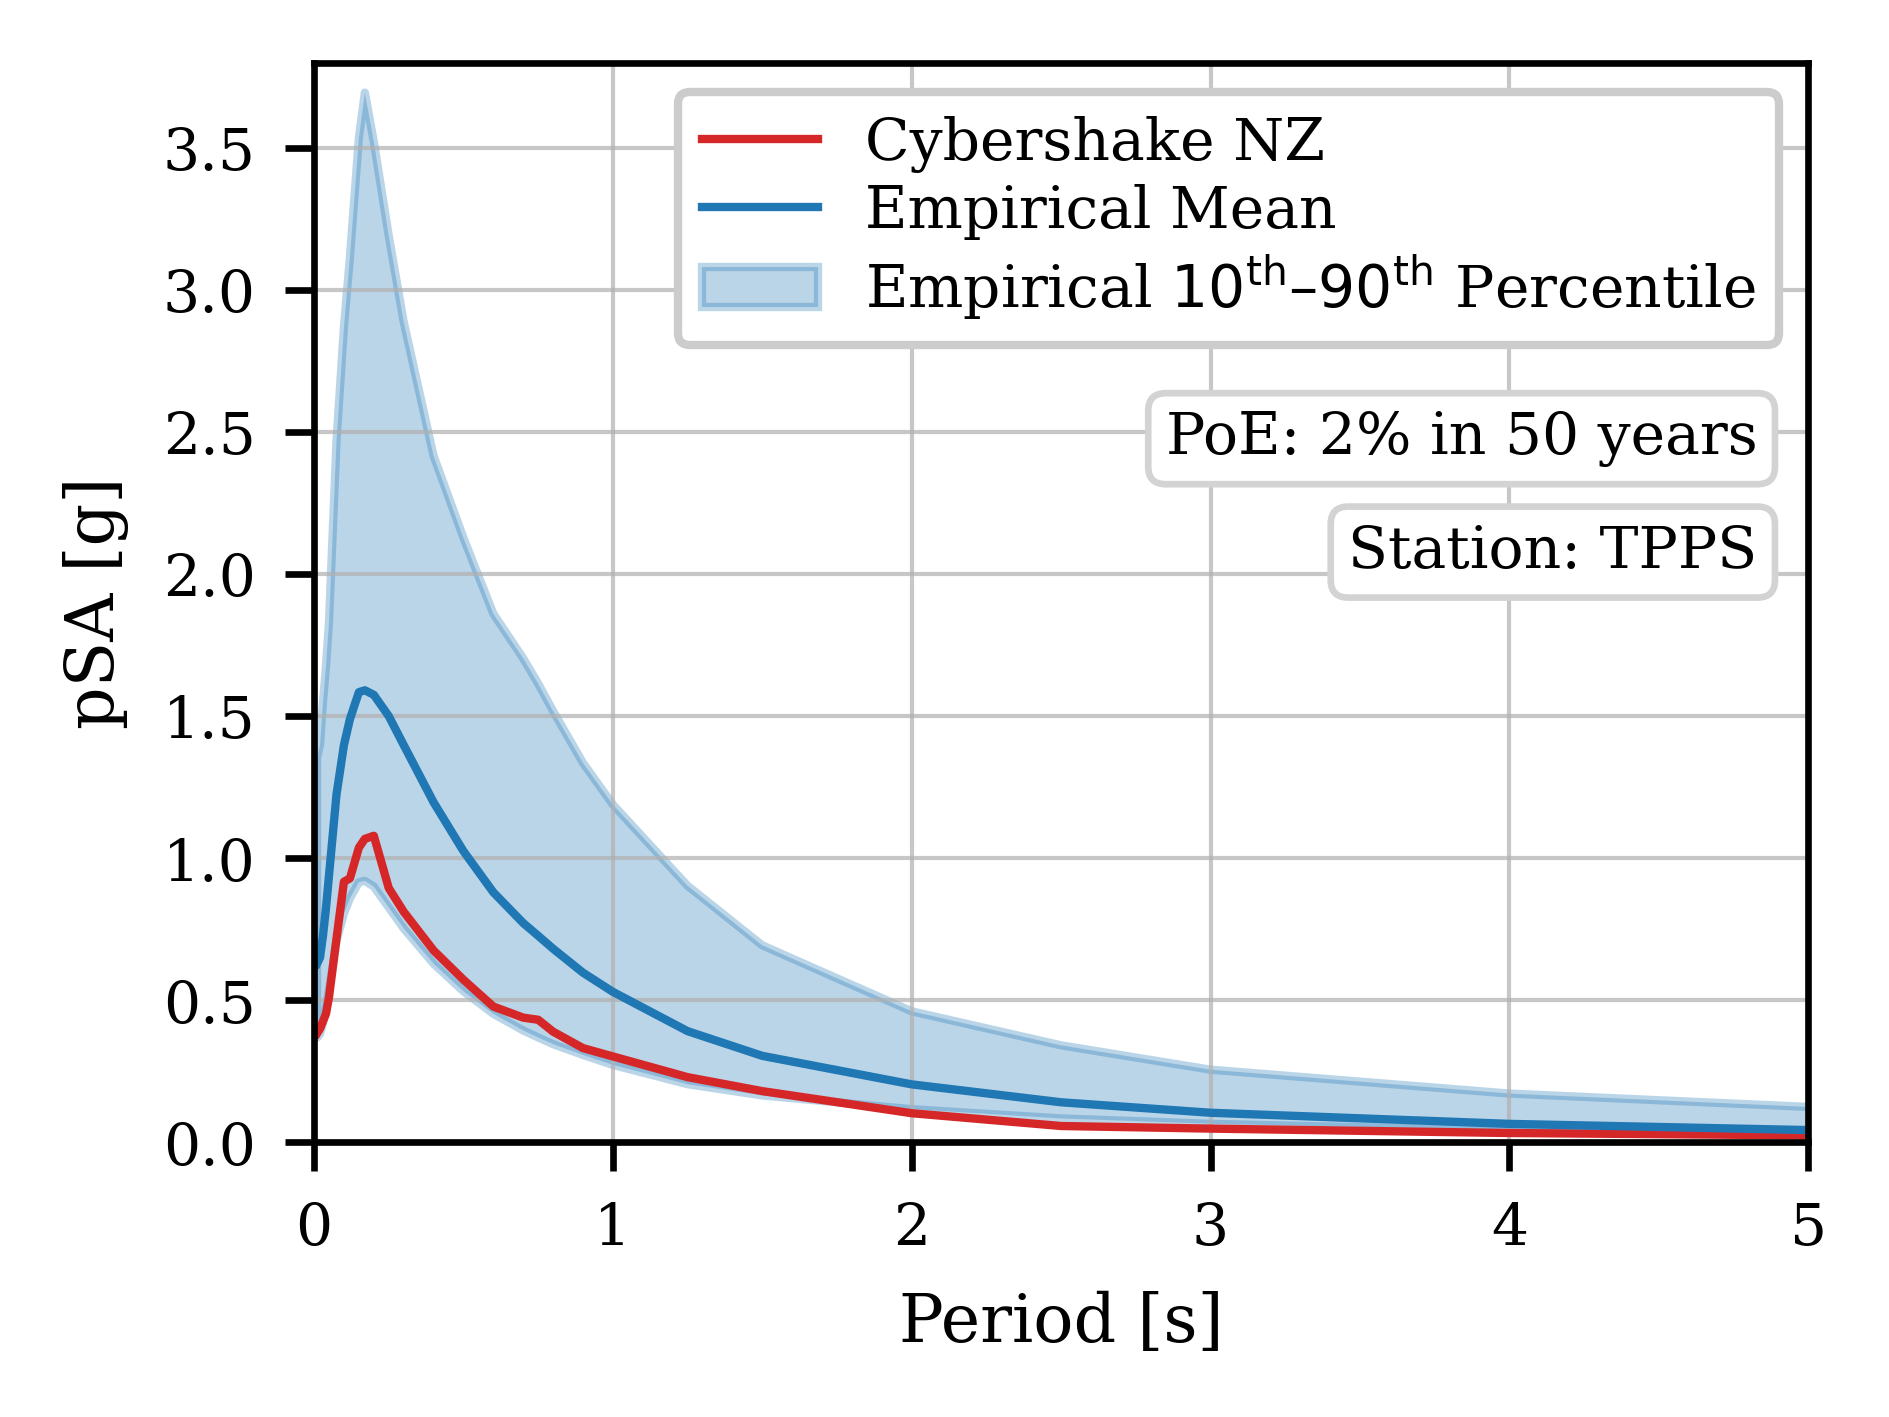 Cybershake NZ
Empirical Mean
Empirical 10th–90th Percentile
PoE: 2% in 50 years
Station: TPPS
pSA [g]
3.5
3.0
2.5
2.0
1.5
1.0
0.5
0.0
0 1 2 3 4 5
Period [s]